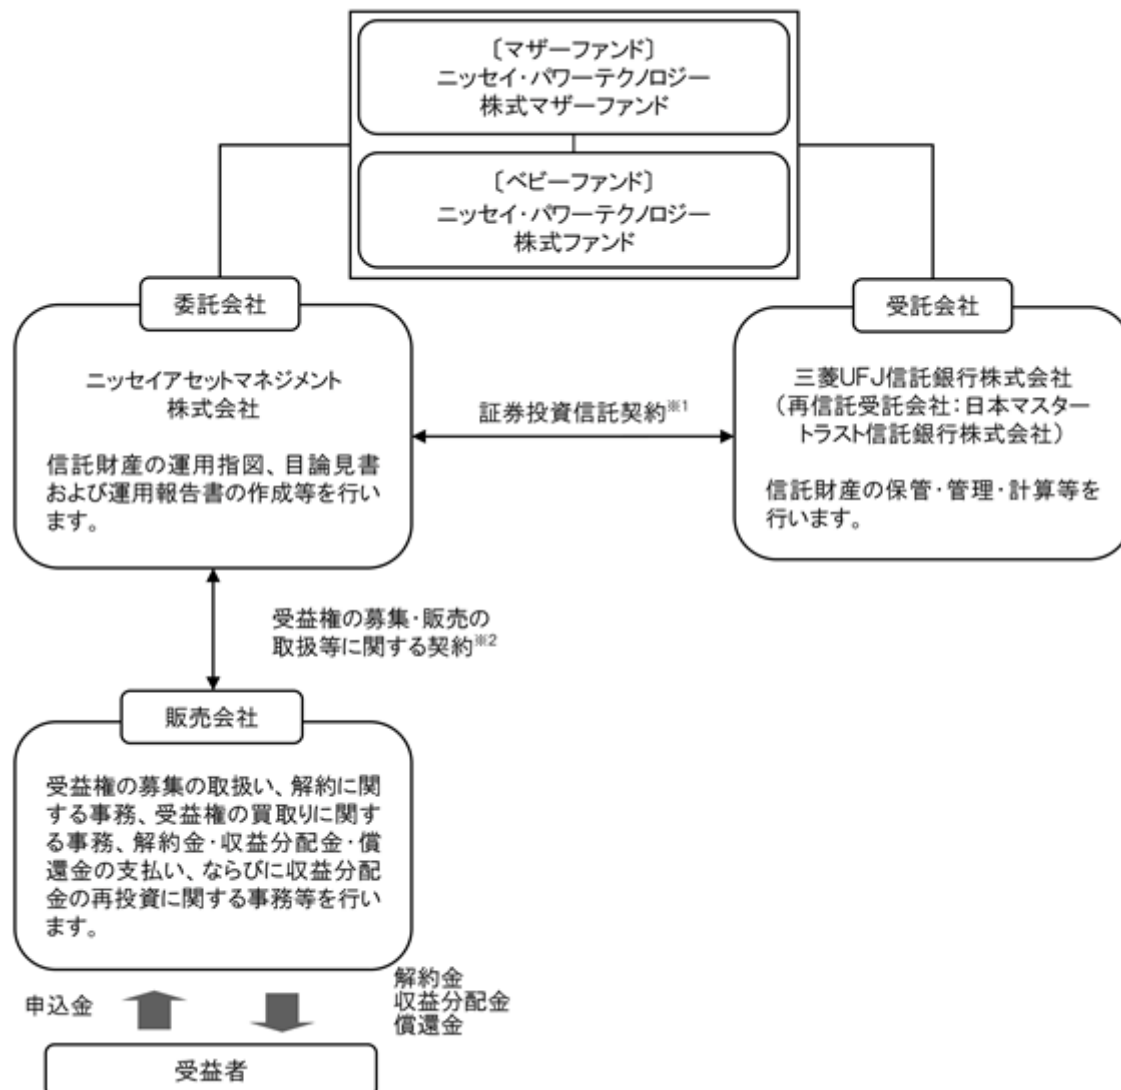 〔マザーファンド〕
ニッセイ・パワーテクノロジー
株式マザーファンド
〔ベビーファンド〕
ニッセイ・パワーテクノロジー
株式ファンド
委託会社
ニッセイアセットマネジメント
株式会社
信託財産の運用指図、目論見書
および運用報告書の作成等を行い
ます。
証券投資信託契約※1
受託会社
三菱UFJ信託銀行株式会社
（再信託受託会社：日本マスター
トラスト信託銀行株式会社）
信託財産の保管・管理・計算等を
行います。
受益権の募集・販売の
取扱等に関する契約※2
販売会社
受益権の募集の取扱い、解約に関
する事務、受益権の買取りに関す
る事務、解約金・収益分配金・償
還金の支払い、ならびに収益分配
金の再投資に関する事務等を行い
ます。
申込金
解約金
収益分配金
償還金
受益者